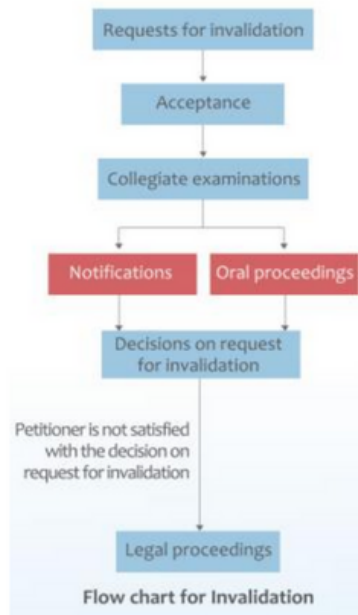 Requests for invalidation
Acceptance
Collegiate examinations
Notifications
Oral proceedings
Decisions on request
for invalidation
Petitioner is not satisfied
with the decision on
request for invalidation
Legal proceedings
Flow chart for Invalidation